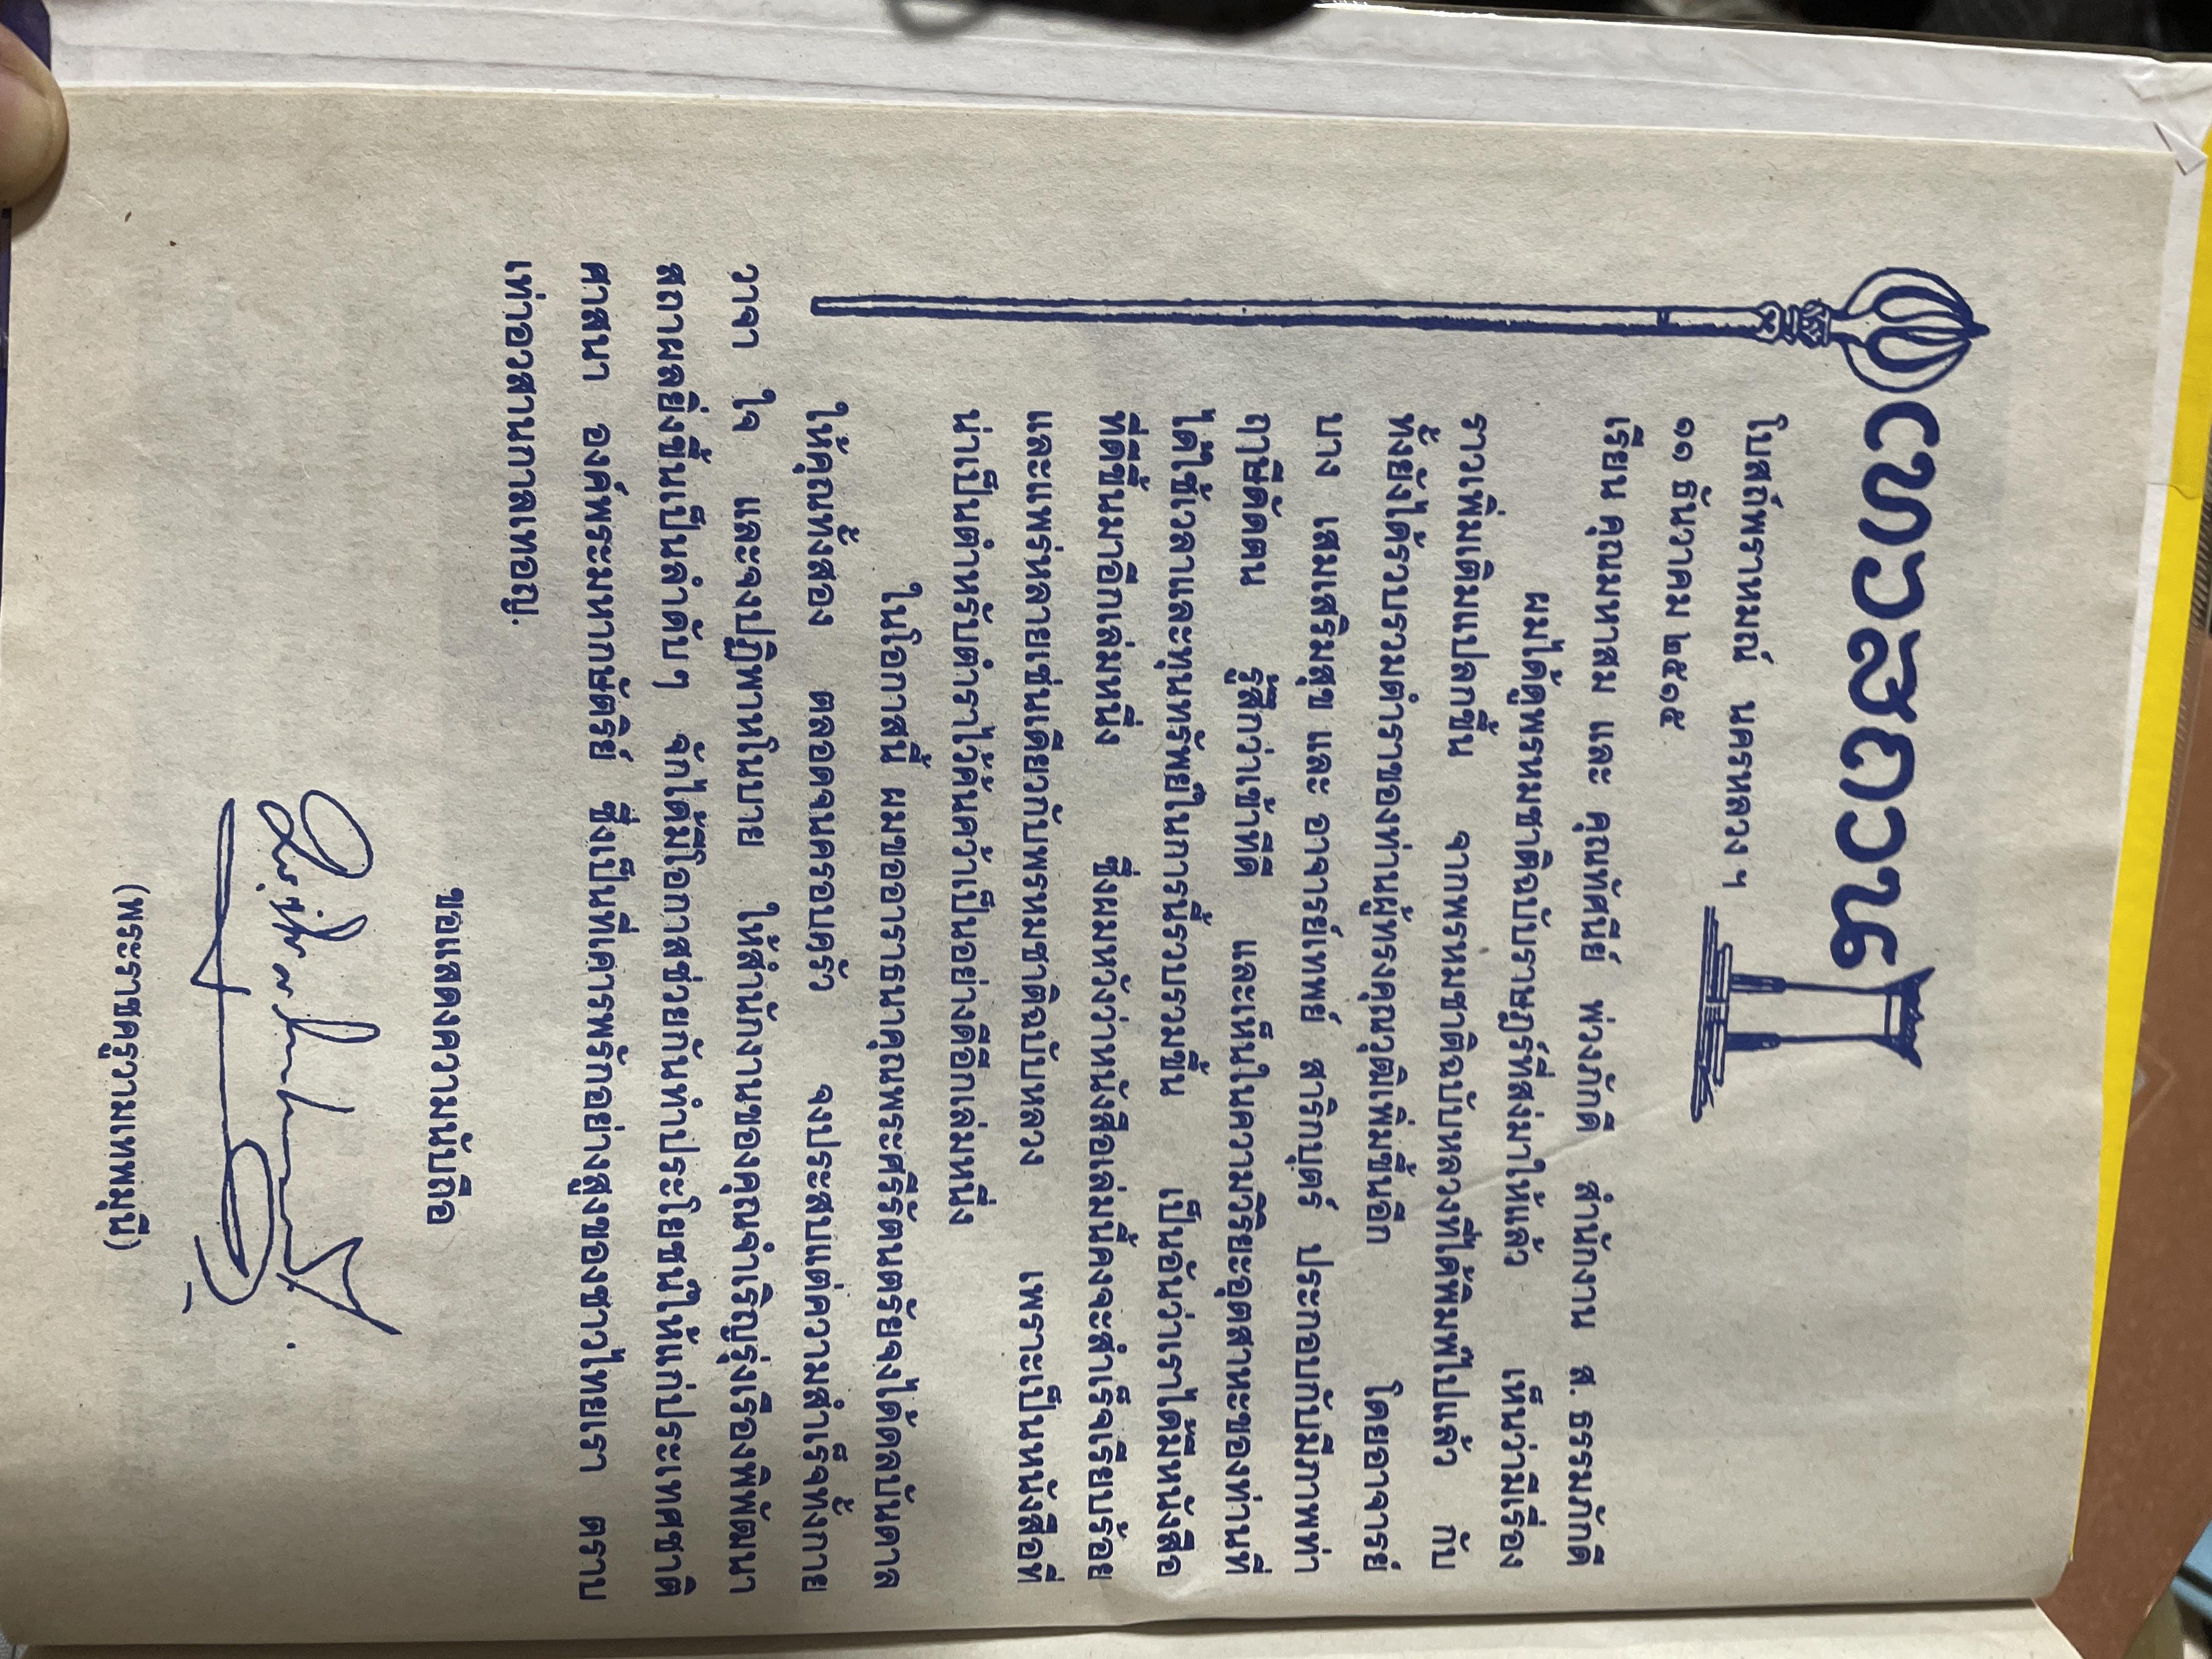 เทวสถาน
โบสถ์พราหมณ์ นครหลวง ฯ
๑๑ ธันวาคม ๒๕๑๕
เรียน คุณมหาสม และ คุณทัศนีย์ พ่วงภักดี สำนักงาน ส. ธรรมภักดี
ผมได้ดูพรหมชาติฉบับราษฎร์ที่ส่งมาให้แล้ว เห็นว่ามีเรื่อง
ราวเพิ่มเติมแปลกขึ้น จากพรหมชาติฉบับหลวงที่ได้พิมพ์ไปแล้ว กับ
ทั้งยังได้รวบรวมตำราของท่านผู้ทรงคุณวุฒิเพิ่มขึ้นอีก โดยอาจารย์
บาง เสมเสริมสุข และ อาจารย์เทพย์ สาริกบุตร์ ประกอบกับมีภาพท่า
ฤาษีดัดตน รู้สึกว่าเข้าทีดี และเห็นในความวิริยะอุตสาหะของท่านที่
ได้ใช้เวลาและทุนทรัพย์ในการนี้รวบรวมขึ้น เป็นอันว่าเราได้มีหนังสือ
ที่ดีขึ้นมาอีกเล่มหนึ่ง ซึ่งผมหวังว่าหนังสือเล่มนี้คงจะสำเร็จเรียบร้อย
และแพร่หลายเช่นเดียวกับพรหมชาติฉบับหลวง เพราะเป็นหนังสือที่
น่าเป็นตำหรับตำราไว้ค้นคว้าเป็นอย่างดีอีกเล่มหนึ่ง
ในโอกาสนี้ ผมขออาราธนาคุณพระศรีรัตนตรัยจงได้ดลบันดาล
ให้คุณทั้งสอง ตลอดจนครอบครัว จงประสบแต่ความสำเร็จทั้งกาย
วาจา ใจ และจงปฏิพานโนบาย ให้สำนักงานของคุณจำเริญรุ่งเรืองพิพัฒนา
สถาผลยิ่งขึ้นเป็นลำดับๆ จักได้มีโอกาสช่วยกันทำประโยชน์ให้แก่ประเทศชาติ
ศาสนา องค์พระมหากษัตริย์ ซึ่งเป็นที่เคารพรักอย่างสูงของชาวไทยเรา ตราบ
เท่าอวสานกาลเทอญ.
ขอแสดงความนับถือ
(พระราชครูวามเทพมุนี)